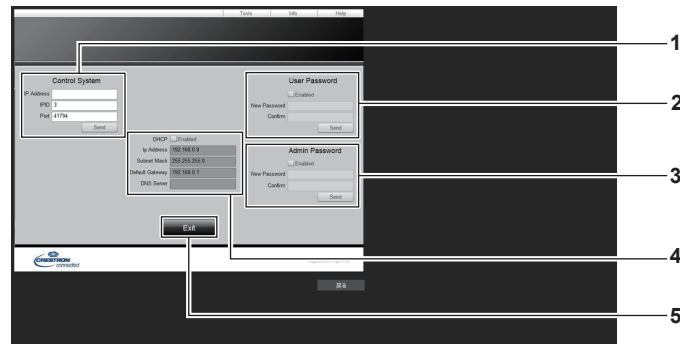 Tools Info Help
1
Control System
IP Address
IPID 3
Port 41794
Send
User Password
Enabled
New Password
Confirm
Send
2
DHCP Enabled
Ip Address 192.168.0.8
Subnet Mask 255.255.255.0
Default Gateway 192.168.0.1
DNS Server
Admin Password
Enabled
New Password
Confirm
Send
3
Exit
4
CRESTRON
connected
戻る
5